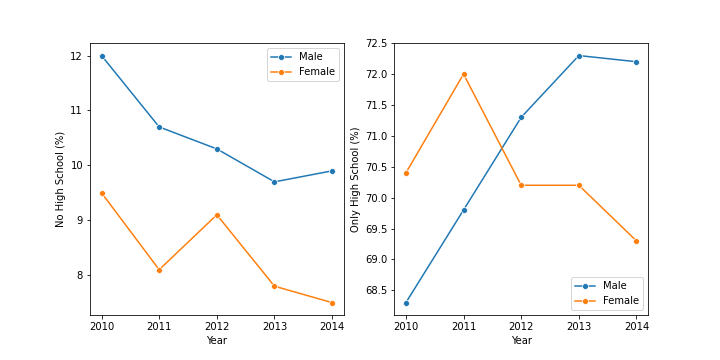 No High School (%)
12
11
10
9
8
2010 2011 2012 2013 2014
Year
Male
Female
Only High School (%)
72.5
72.0
71.5
71.0
70.5
70.0
69.5
69.0
68.5
2010 2011 2012 2013 2014
Year
Male
Female